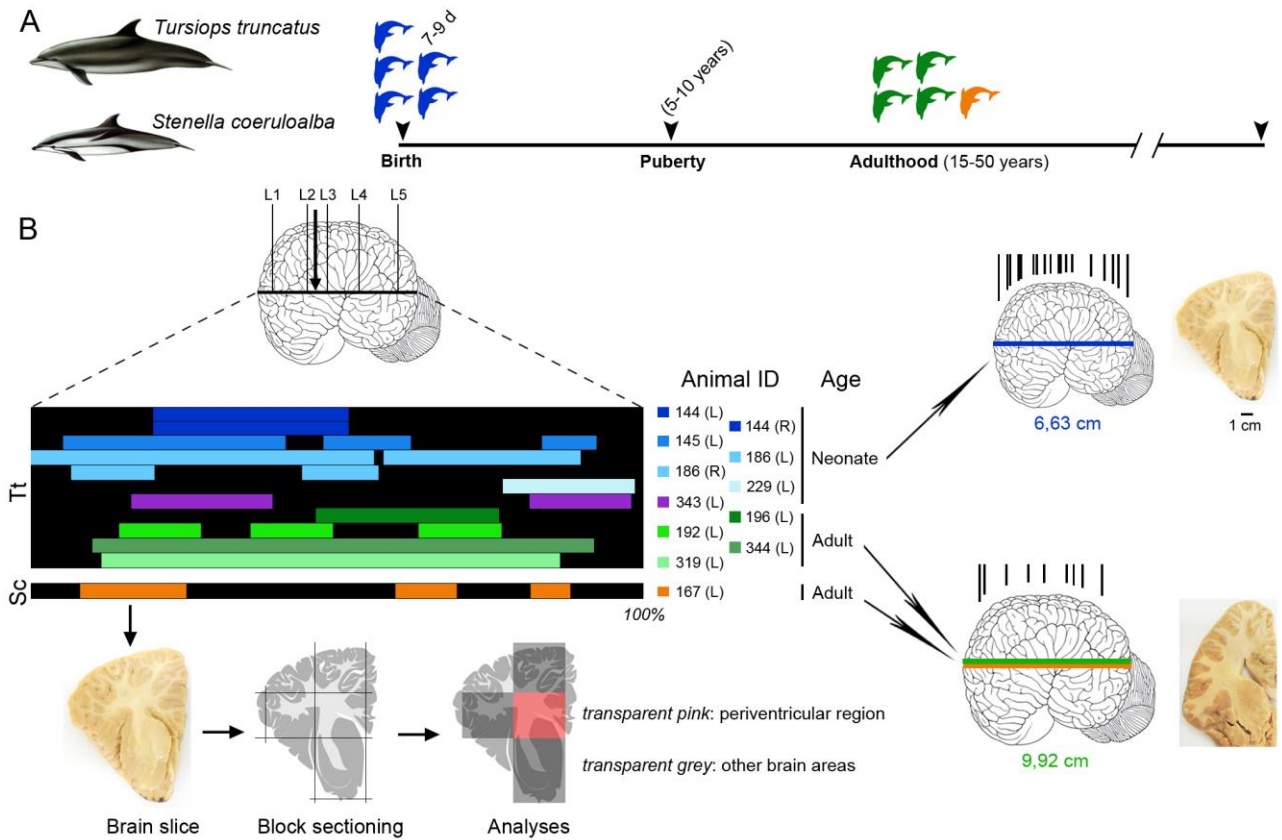 A
Tursiops truncatus
Stenella coeruloalba
7-9 d
(5-10 years)
Birth
Puberty
Adulthood (15-50 years)
B
L1 L2 L3 L4 L5
Animal ID
Age
Tt
144 (L)
144 (R)
145 (L)
186 (L)
186 (R)
229 (L)
343 (L)
196 (L)
192 (L)
344 (L)
319 (L)
Neonate
Adult
Sc
167 (L)
Adult
100%
6,63 cm
1 cm
9,92 cm
transparent pink: periventricular region
transparent grey: other brain areas
Brain slice
Block sectioning
Analyses